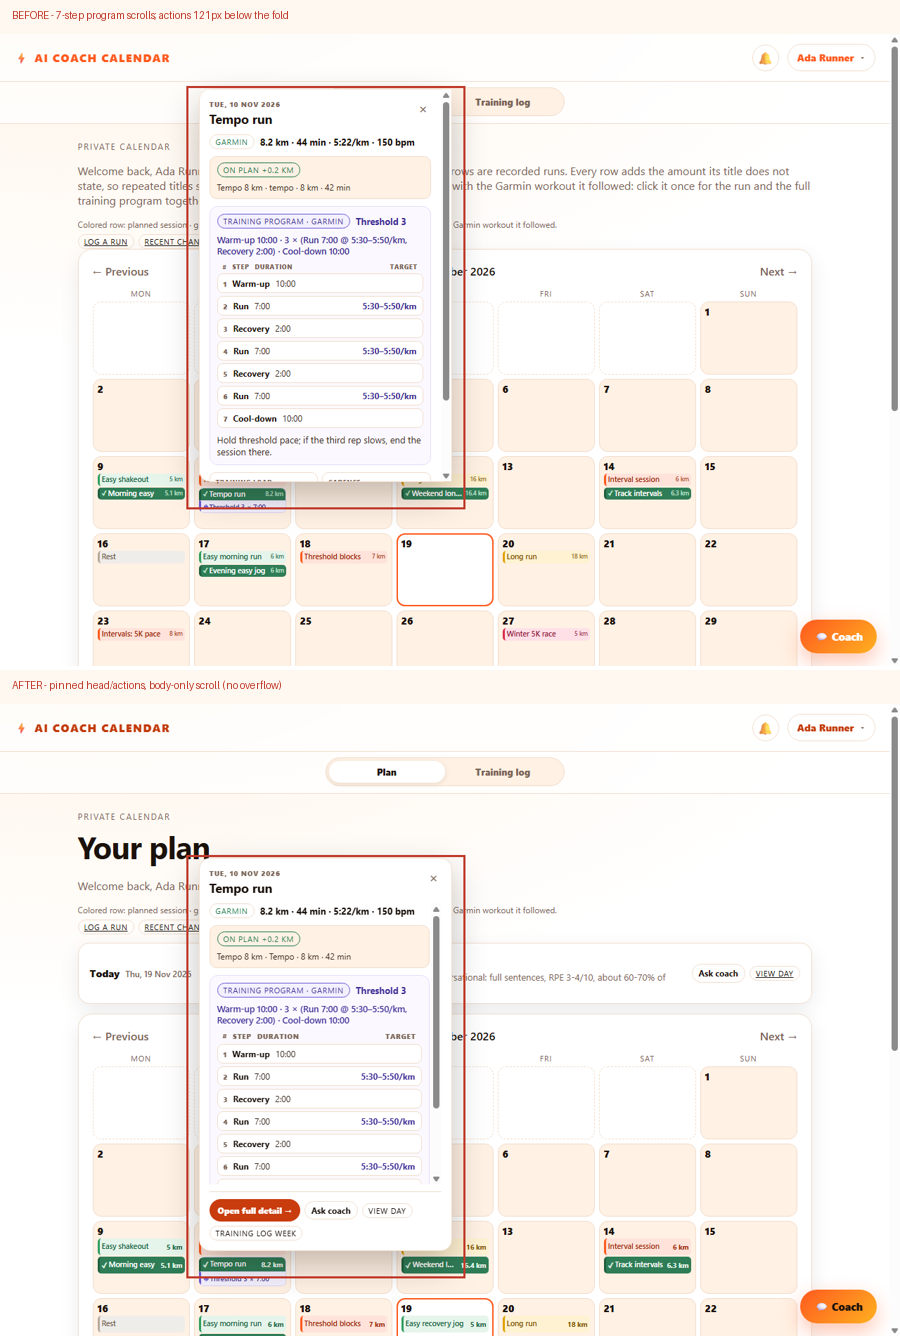 BEFORE - 7-step program scrolls; actions 121px below the fold
AI COACH CALENDAR
Ada Runner
Training log
PRIVATE CALENDAR
Welcome back, Ada Run
rows are recorded runs. Every row adds the amount its title does not
state, so repeated titles s
with the Garmin workout it followed: click it once for the run and the full
training program togeth
Colored row: planned session · g
Garmin workout it followed.
LOG A RUN
RECENT CHAN
TUE, 10 NOV 2026
×
Tempo run
GARMIN 8.2 km · 44 min · 5:22/km · 150 bpm
ON PLAN +0.2 KM
Tempo 8 km · tempo · 8 km · 42 min
TRAINING PROGRAM · GARMIN Threshold 3
Warm-up 10:00 · 3 × (Run 7:00 @ 5:30–5:50/km,
Recovery 2:00) · Cool-down 10:00
# STEP DURATION TARGET
1 Warm-up 10:00
2 Run 7:00 5:30–5:50/km
3 Recovery 2:00
4 Run 7:00 5:30–5:50/km
5 Recovery 2:00
6 Run 7:00 5:30–5:50/km
7 Cool-down 10:00
Hold threshold pace; if the third rep slows, end the
session there.
← Previous
ber 2026
Next →
MON
FRI
SAT
SUN
1
2
6
7
8
9
Easy shakeout 5 km
✓ Morning easy 5.1 km
✓ Tempo run 8.2 km
16 km
✓ Weekend lon... 16.4 km
13
14
Interval session 6 km
✓ Track intervals 6.3 km
15
16
Rest
17
Easy morning run 6 km
✓ Evening easy jog 6 km
18
Threshold blocks 7 km
19
20
Long run 18 km
21
22
23
Intervals: 5K pace 8 km
24
25
26
27
Winter 5K race 5 km
28
29
Coach
AFTER - pinned head/actions, body-only scroll (no overflow)
AI COACH CALENDAR
Ada Runner
Plan
Training log
PRIVATE CALENDAR
Your plan
Welcome back, Ada Run
Colored row: planned session · g
Garmin workout it followed.
LOG A RUN
RECENT CHAN
Today Thu, 19 Nov 2026
sational: full sentences, RPE 3-4/10, about 60-70% of
Ask coach
VIEW DAY
TUE, 10 NOV 2026
×
Tempo run
GARMIN 8.2 km · 44 min · 5:22/km · 150 bpm
ON PLAN +0.2 KM
Tempo 8 km · Tempo · 8 km · 42 min
TRAINING PROGRAM · GARMIN Threshold 3
Warm-up 10:00 · 3 × (Run 7:00 @ 5:30–5:50/km,
Recovery 2:00) · Cool-down 10:00
# STEP DURATION TARGET
1 Warm-up 10:00
2 Run 7:00 5:30–5:50/km
3 Recovery 2:00
4 Run 7:00 5:30–5:50/km
5 Recovery 2:00
6 Run 7:00 5:30–5:50/km
Open full detail →
Ask coach
VIEW DAY
TRAINING LOG WEEK
← Previous
ber 2026
Next →
MON
FRI
SAT
SUN
1
2
6
7
8
9
Easy shakeout 5 km
✓ Morning easy 5.1 km
✓ Tempo run 8.2 km
16 km
✓ Weekend l... 16.4 km
13
14
Interval session 6 km
✓ Track intervals 6.3 km
15
16
Rest
17
Easy morning run 6 km
18
Threshold blocks 7 km
19
Easy recovery jog 5 km
20
Long run 18 km
21
22
Coach